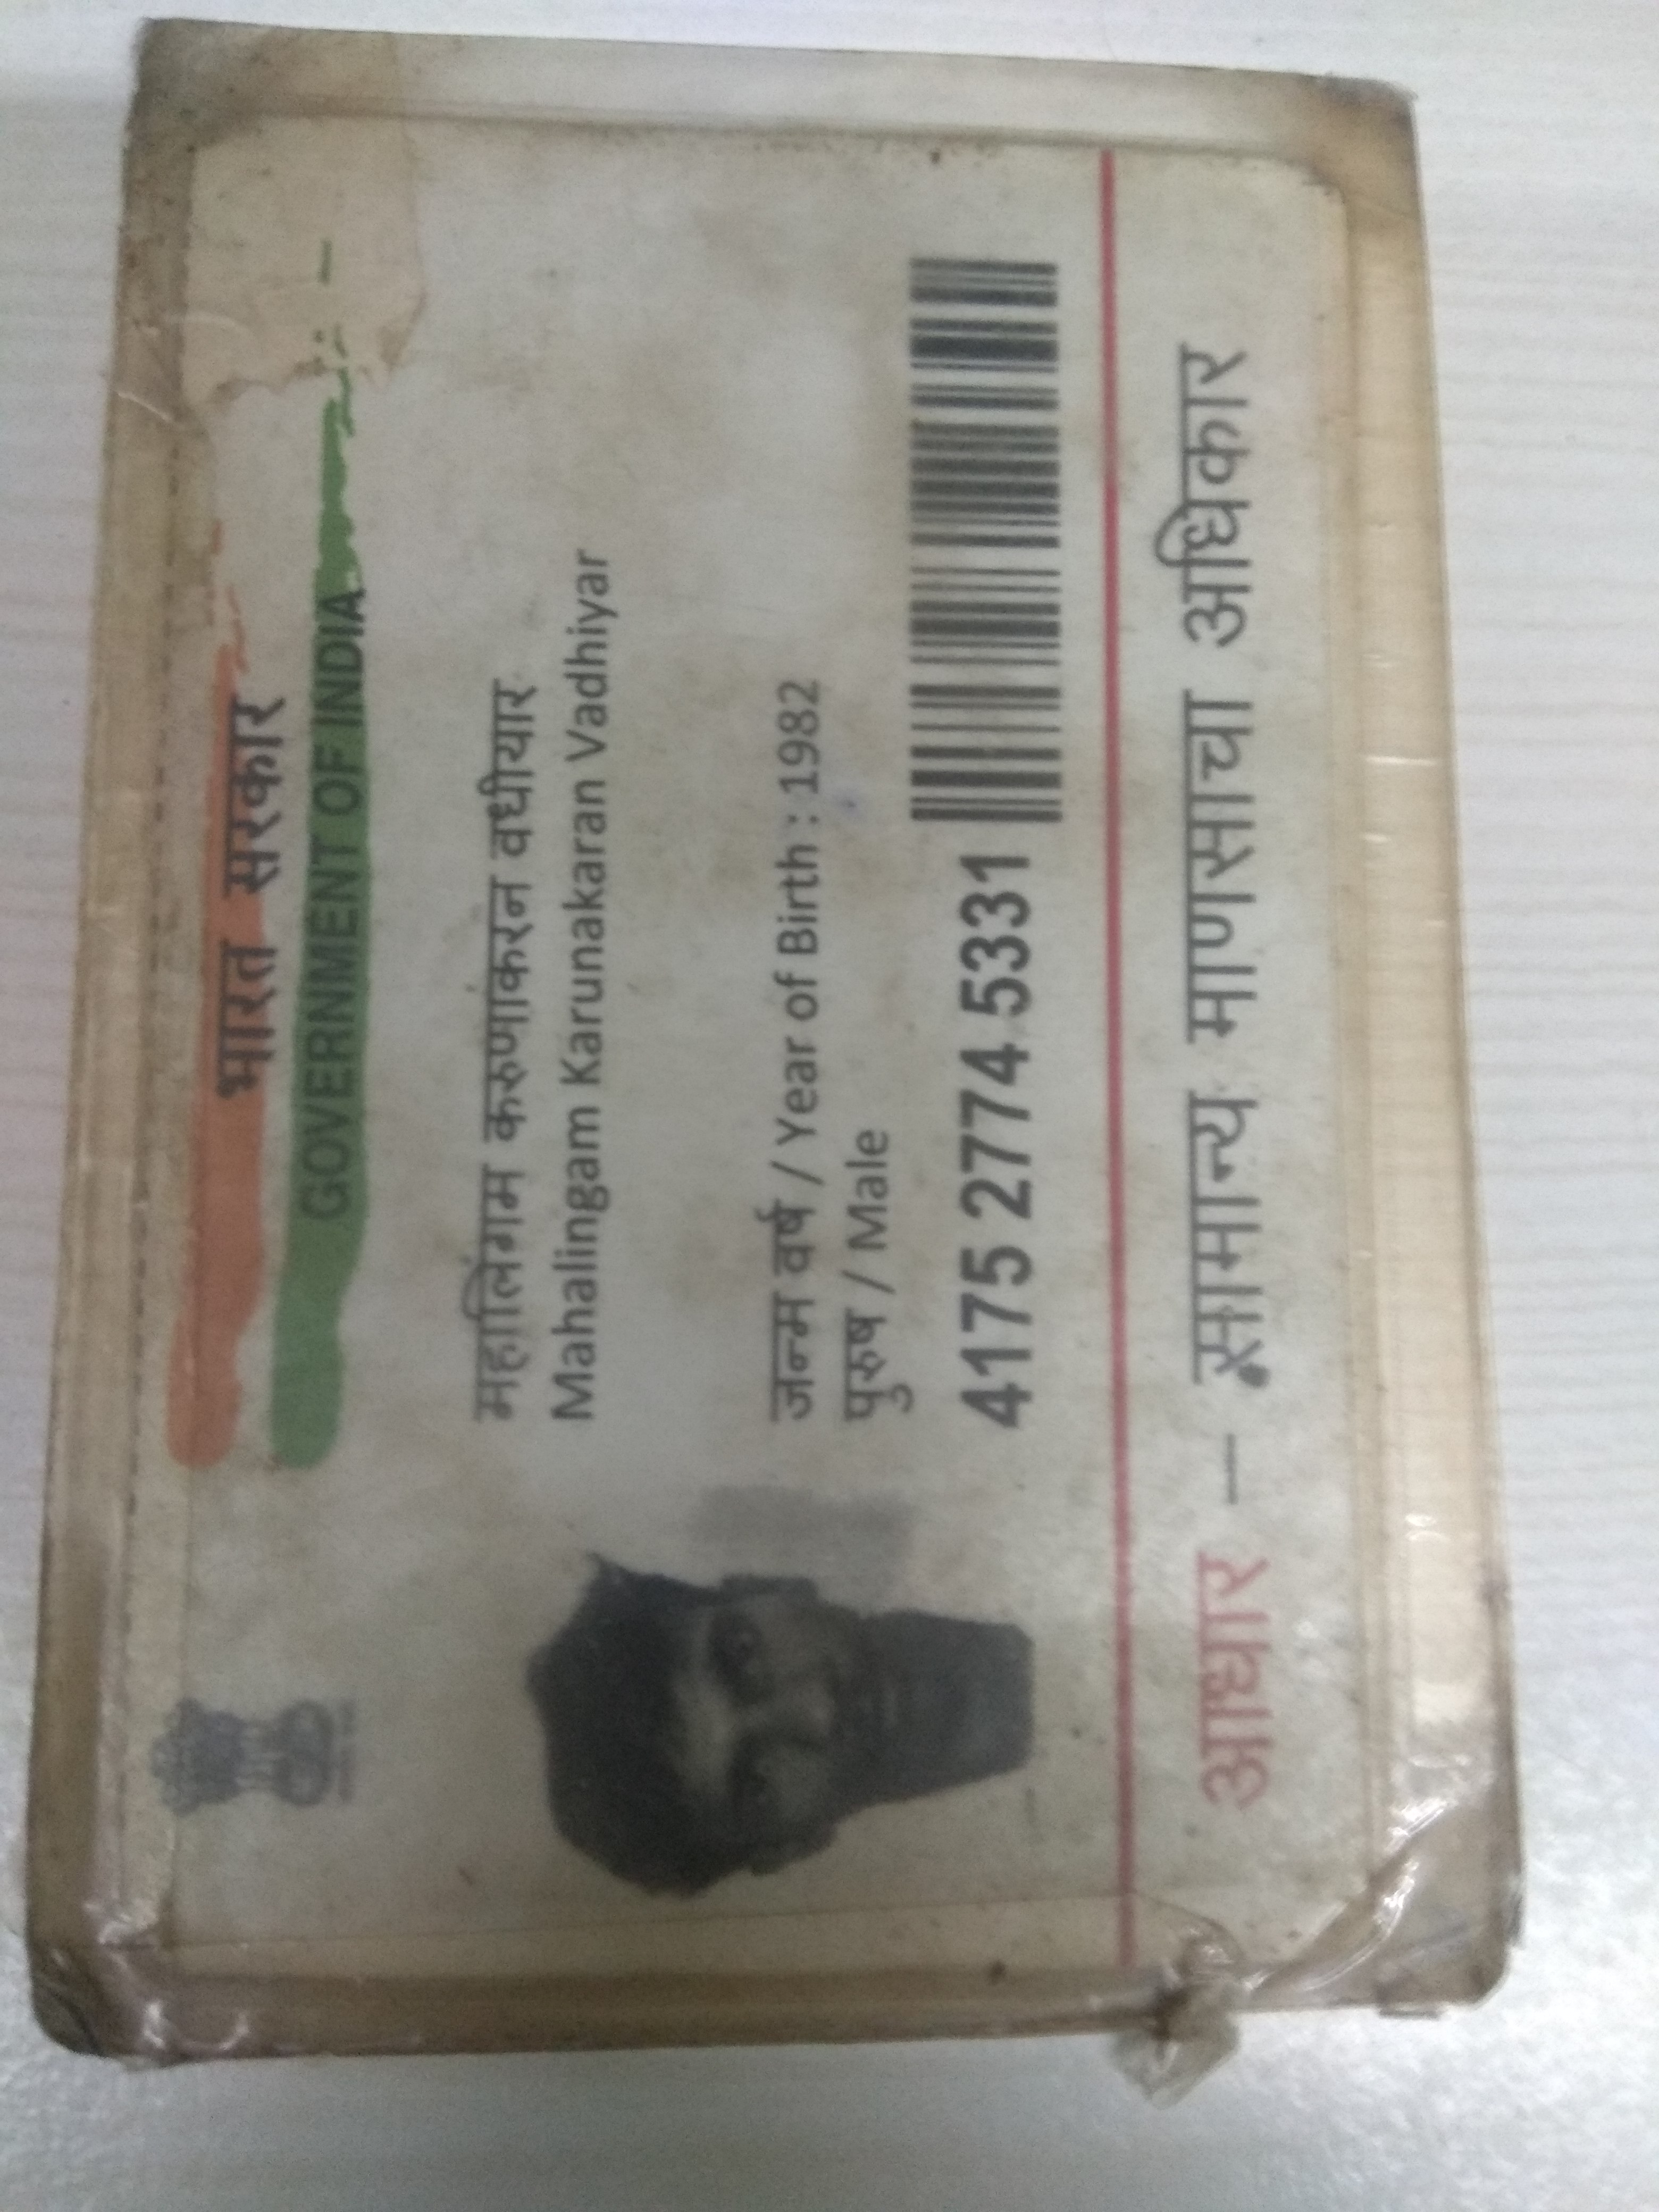 भारत सरकार
GOVERNMENT OF INDIA
महालिंगम करुणाकरन वधीयार
Mahalingam Karunakaran Vadhiyar
जन्म वर्ष / Year of Birth : 1982
पुरुष / Male
4175 2774 5331
आधार – सामान्य माणसाचा अधिकार